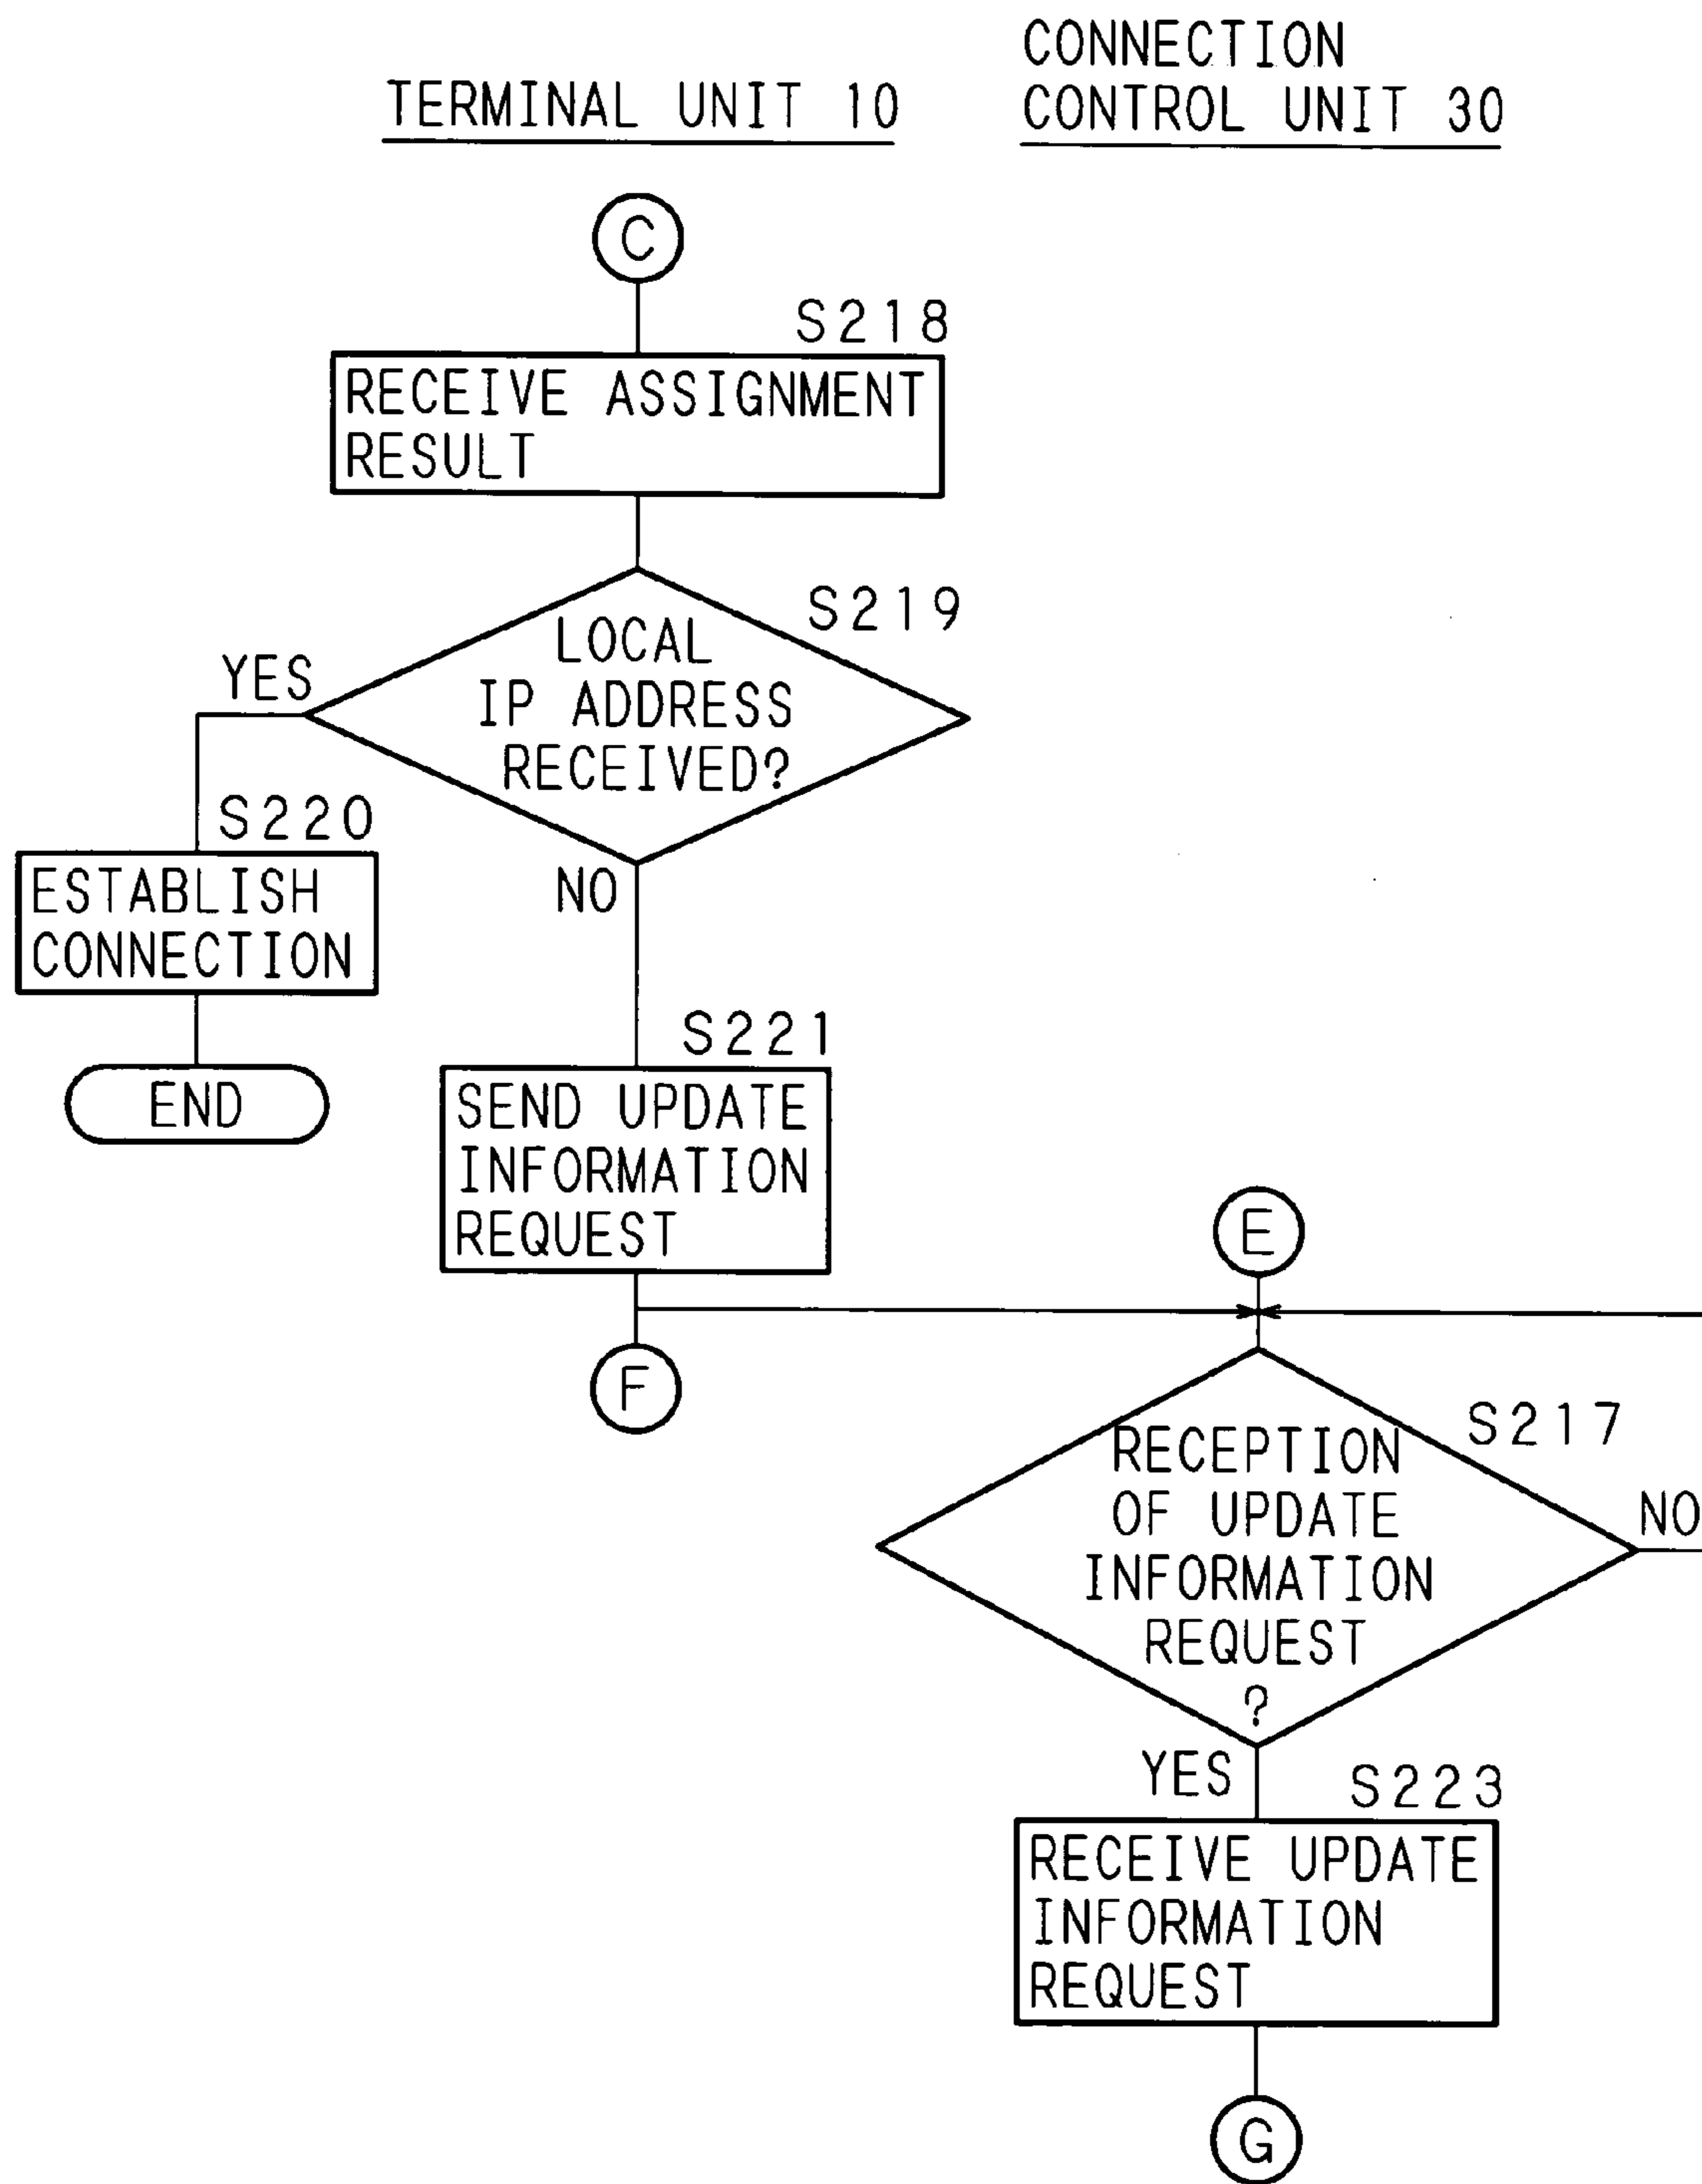 TERMINAL UNIT 10
CONNECTION
CONTROL UNIT 30
C
S218
RECEIVE ASSIGNMENT
RESULT
S219
LOCAL
IP ADDRESS
RECEIVED?
YES
NO
S220
ESTABLISH
CONNECTION
END
S221
SEND UPDATE
INFORMATION
REQUEST
F
E
S217
RECEPTION
OF UPDATE
INFORMATION
REQUEST
?
NO
YES
S223
RECEIVE UPDATE
INFORMATION
REQUEST
G